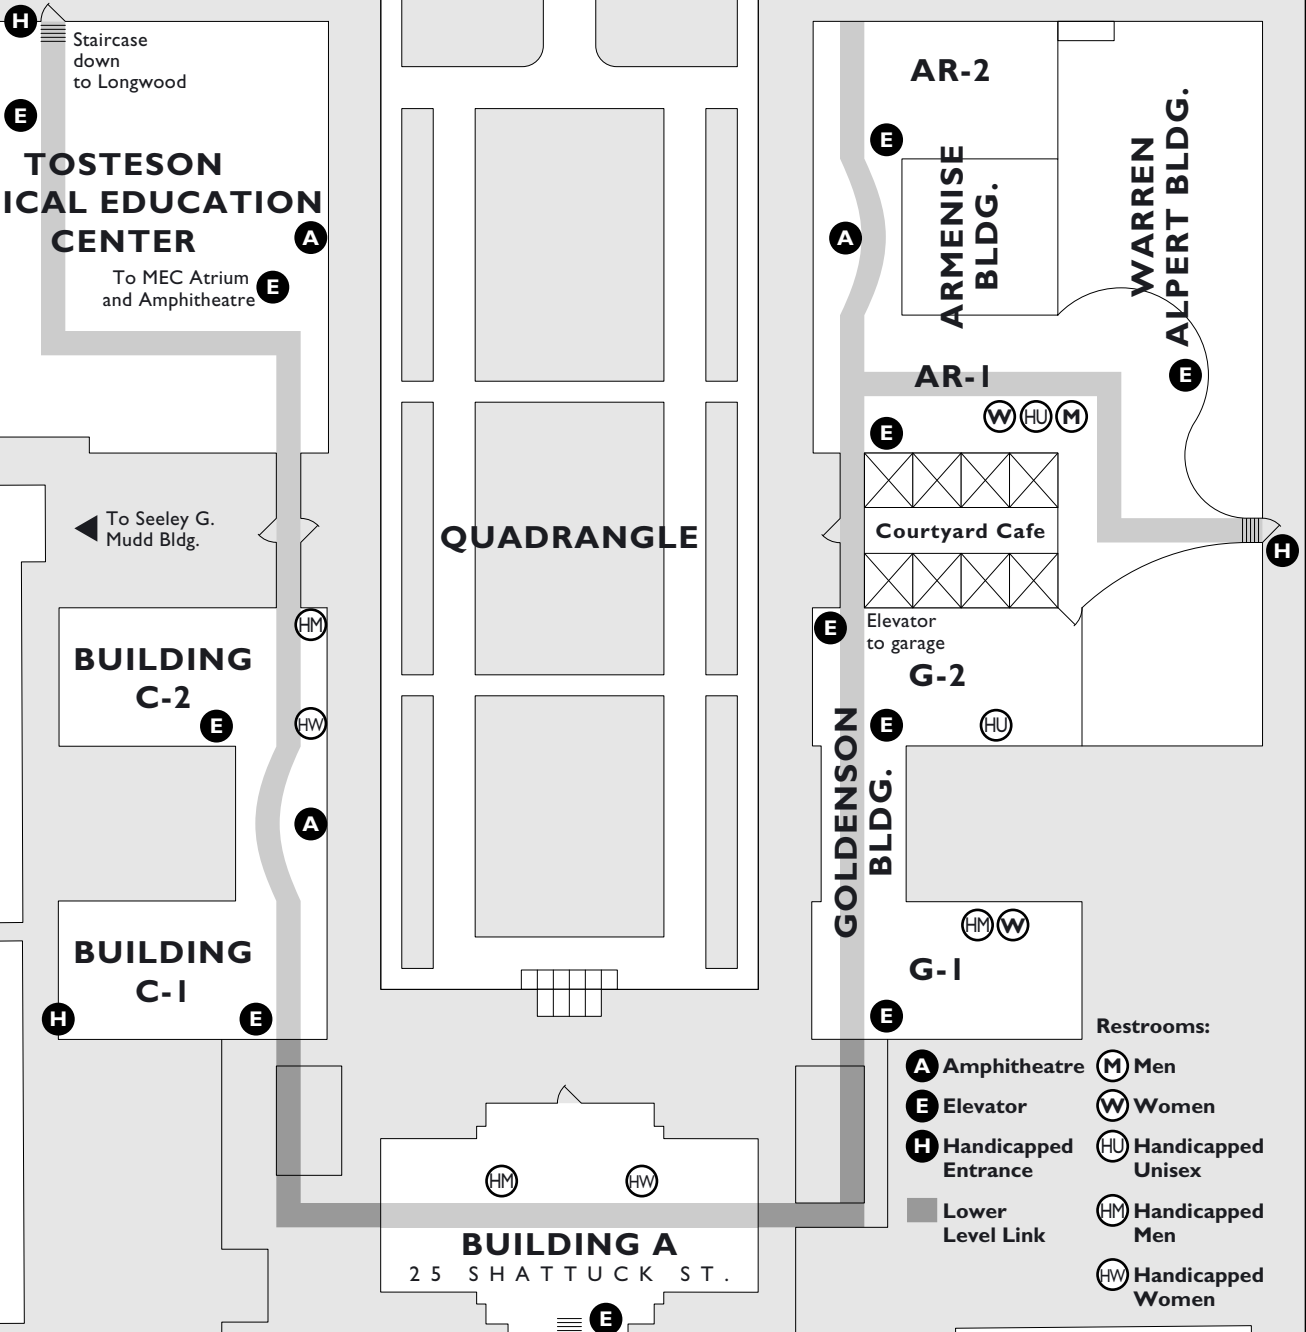 H
Staircase
down
to Longwood
E
TOSTESON
ICAL EDUCATION
CENTER
A
To MEC Atrium
and Amphitheatre
E
To Seeley G.
Mudd Bldg.
HM
BUILDING
C-2
E
HW
A
BUILDING
C-1
H
E
QUADRANGLE
AR-2
E
ARMENISE
BLDG.
WARREN
ALPERT BLDG.
A
AR-1
E
W
HU
M
E
Courtyard Cafe
H
E
Elevator
to garage
G-2
E
HU
GOLDENSON
BLDG.
HM
W
G-1
E
HM
HW
BUILDING A
25 SHATTUCK ST.
E
A Amphitheatre
E Elevator
H Handicapped
Entrance
Lower
Level Link
Restrooms:
M Men
W Women
HU Handicapped
Unisex
HM Handicapped
Men
HW Handicapped
Women